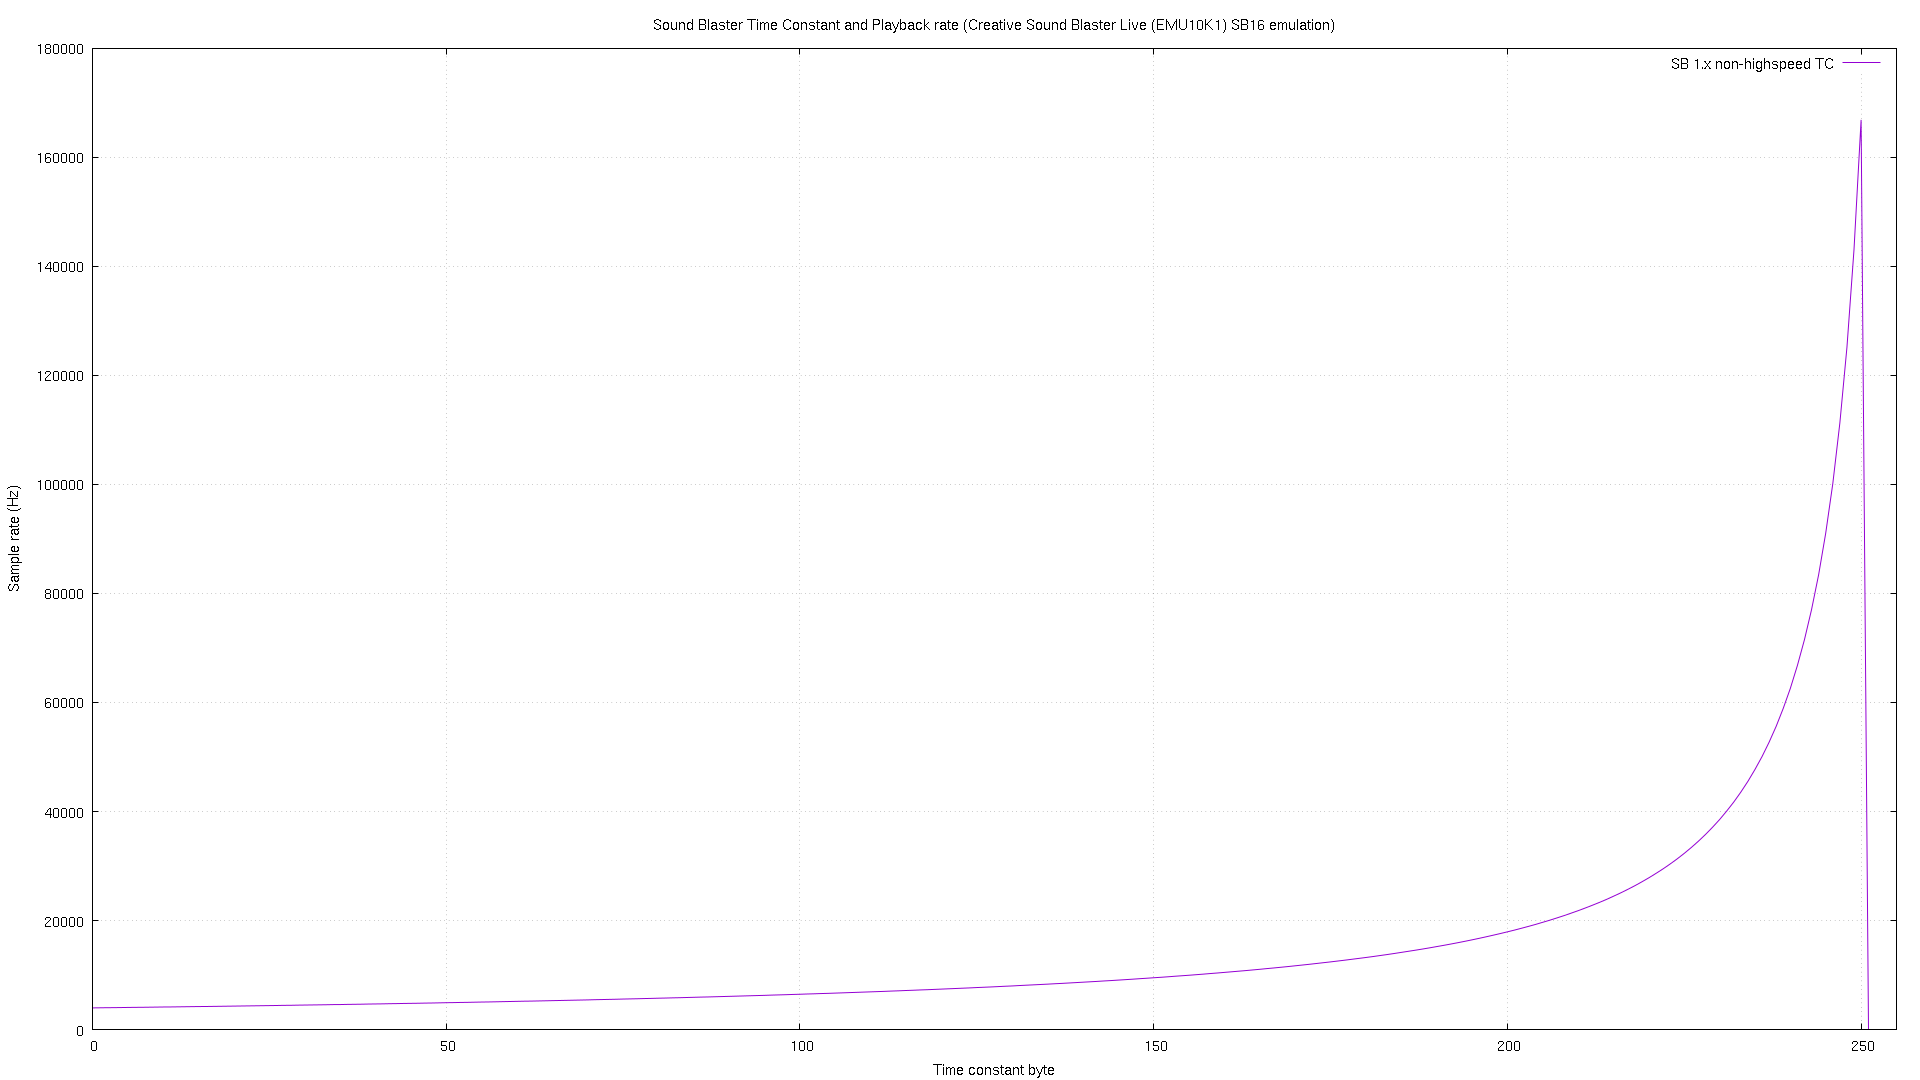 Sound Blaster Time Constant and Playback rate (Creative Sound Blaster Live (EMU10K1) SB16 emulation)
SB 1.x non-highspeed TC
180000
160000
140000
120000
100000
80000
60000
40000
20000
0
Sample rate (Hz)
0 50 100 150 200 250
Time constant byte